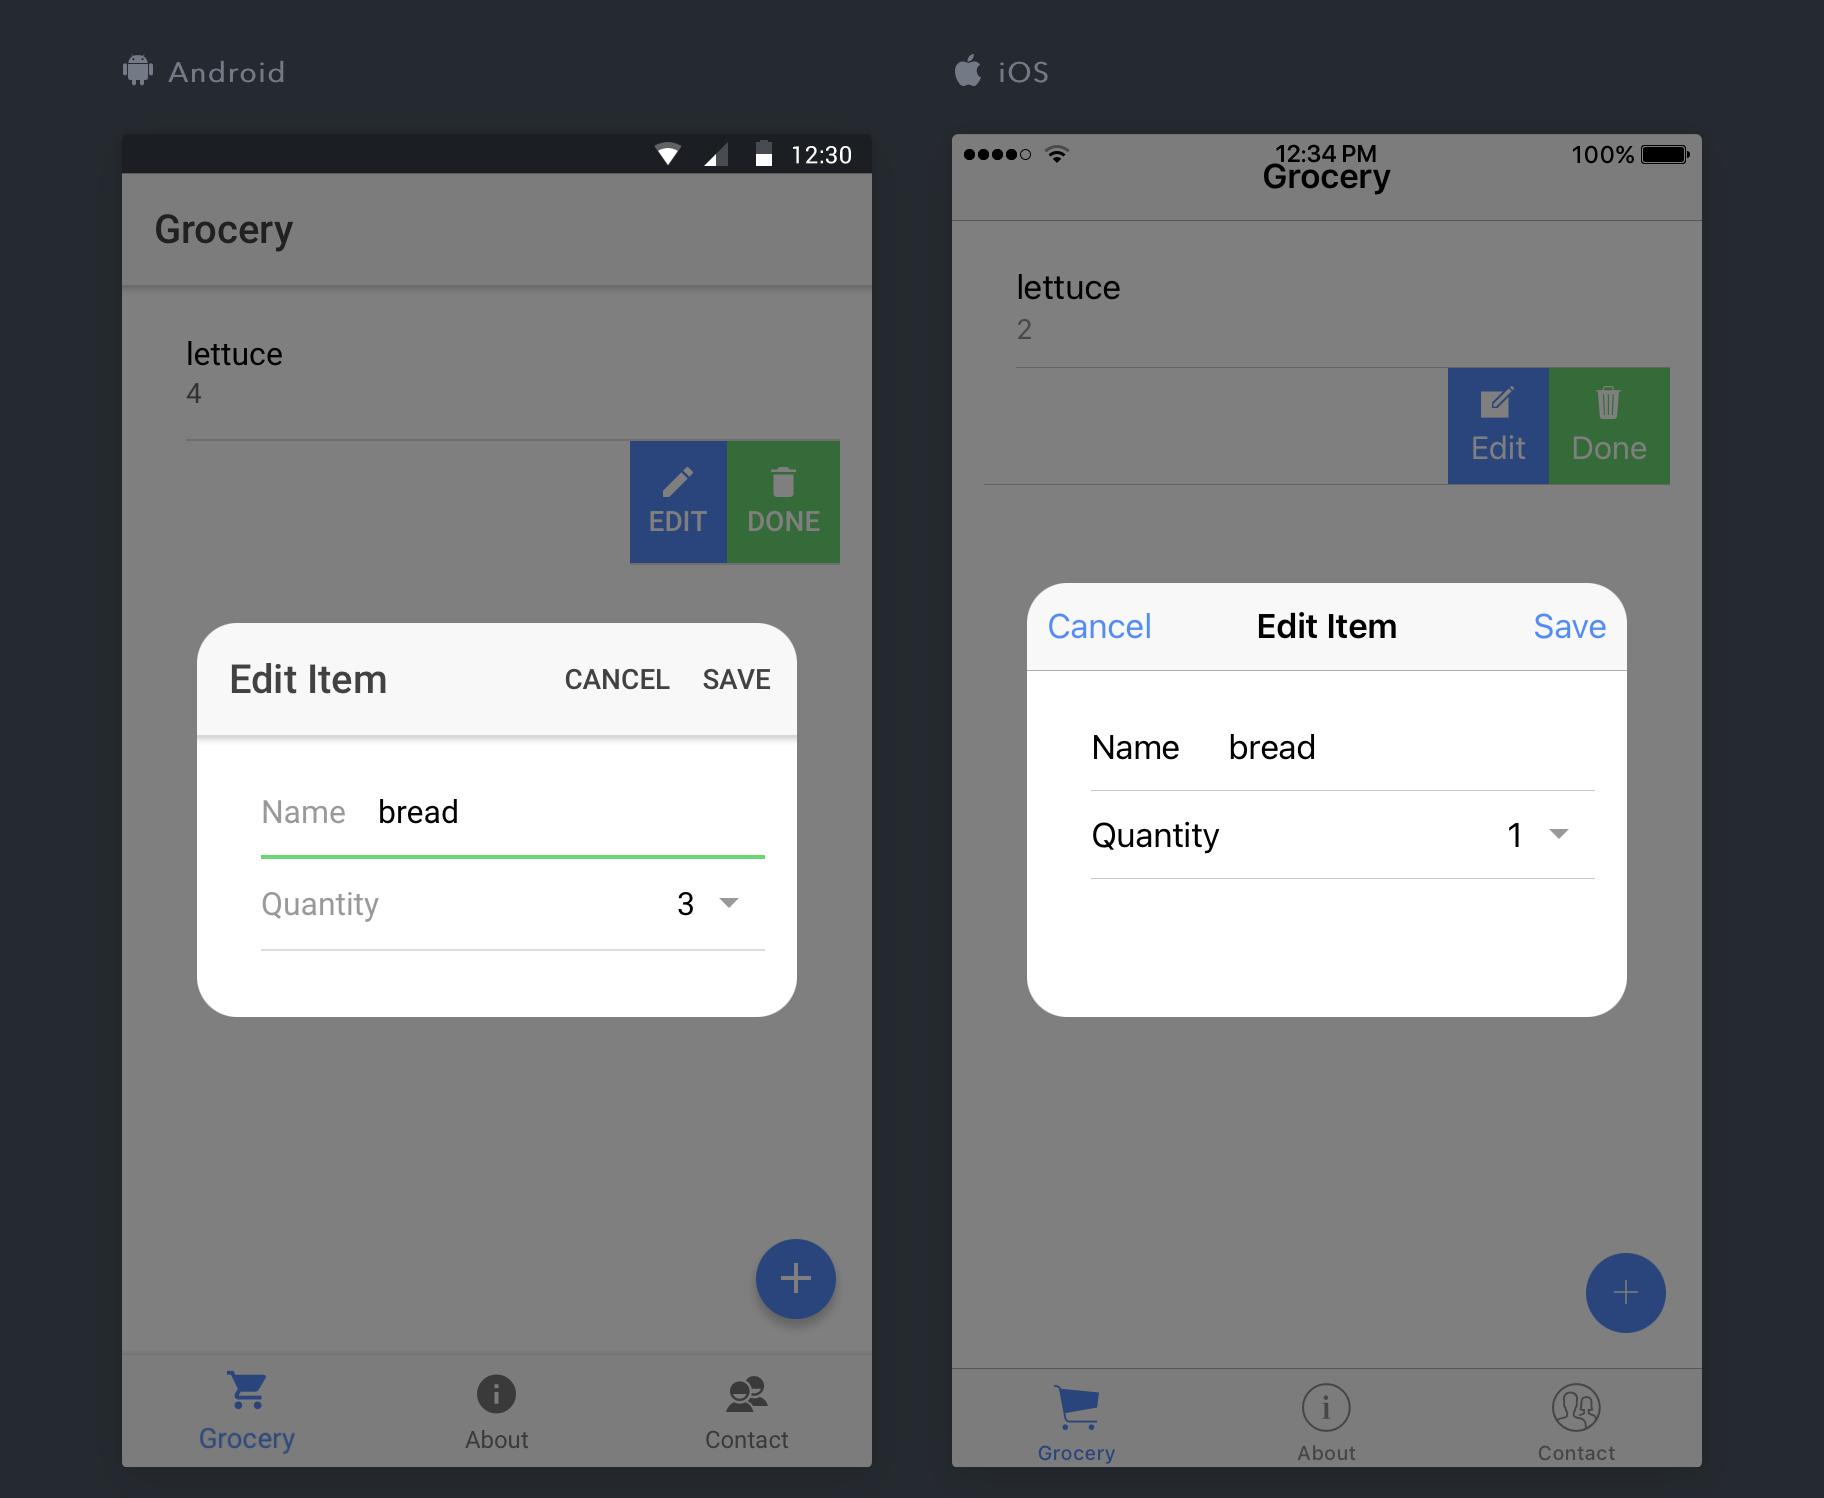 Android
12:30
Grocery
lettuce
4
EDIT DONE
Edit Item CANCEL SAVE
Name bread
Quantity 3
Grocery About Contact
iOS
12:34 PM 100%
Grocery
lettuce
2
Edit Done
Cancel Edit Item Save
Name bread
Quantity 1
Grocery About Contact